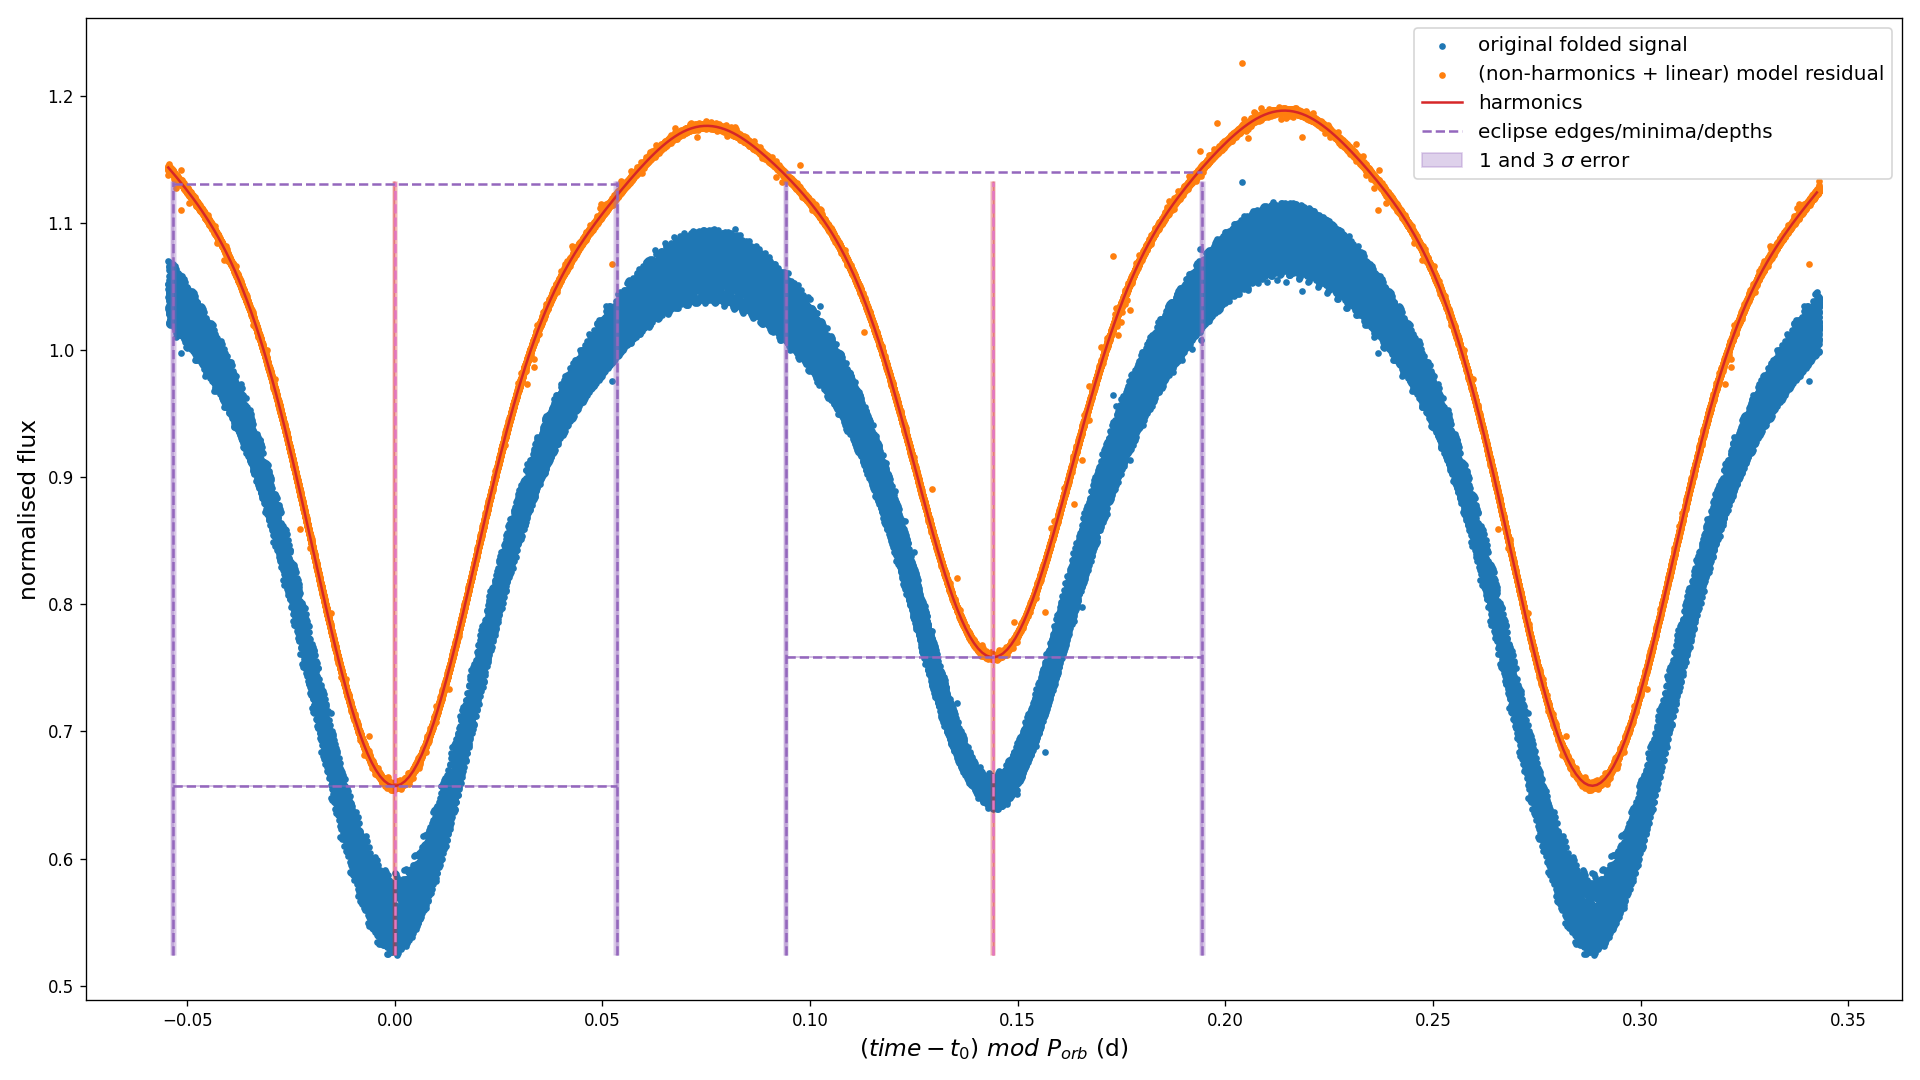 original folded signal
(non-harmonics + linear) model residual
harmonics
eclipse edges/minima/depths
1 and 3 σ error
normalised flux
1.2
1.1
1.0
0.9
0.8
0.7
0.6
0.5
−0.05 0.00 0.05 0.10 0.15 0.20 0.25 0.30 0.35
(time − t₀) mod Pₒᵣb (d)